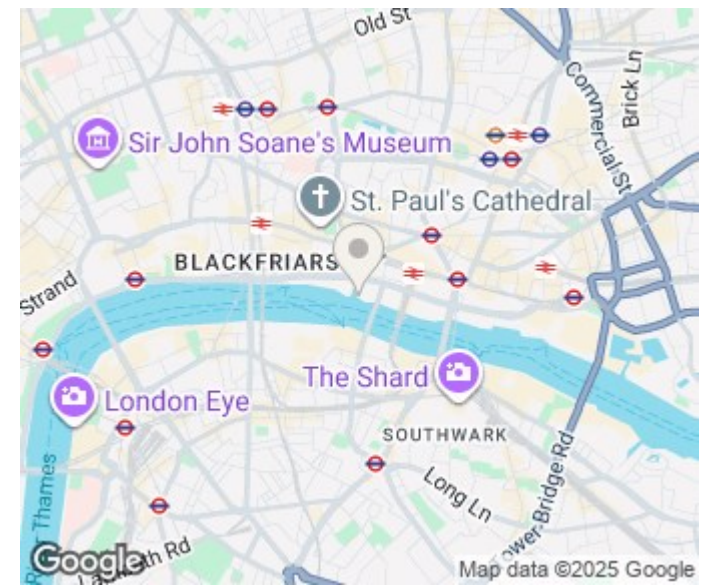 Old St
Brick Ln
Commercial St
Sir John Soane's Museum
St. Paul's Cathedral
BLACKFRIARS
Strand
The Shard
London Eye
SOUTHWARK
Long Ln
River Thames
Bridge Rd
Rd
Google
Map data ©2025 Google